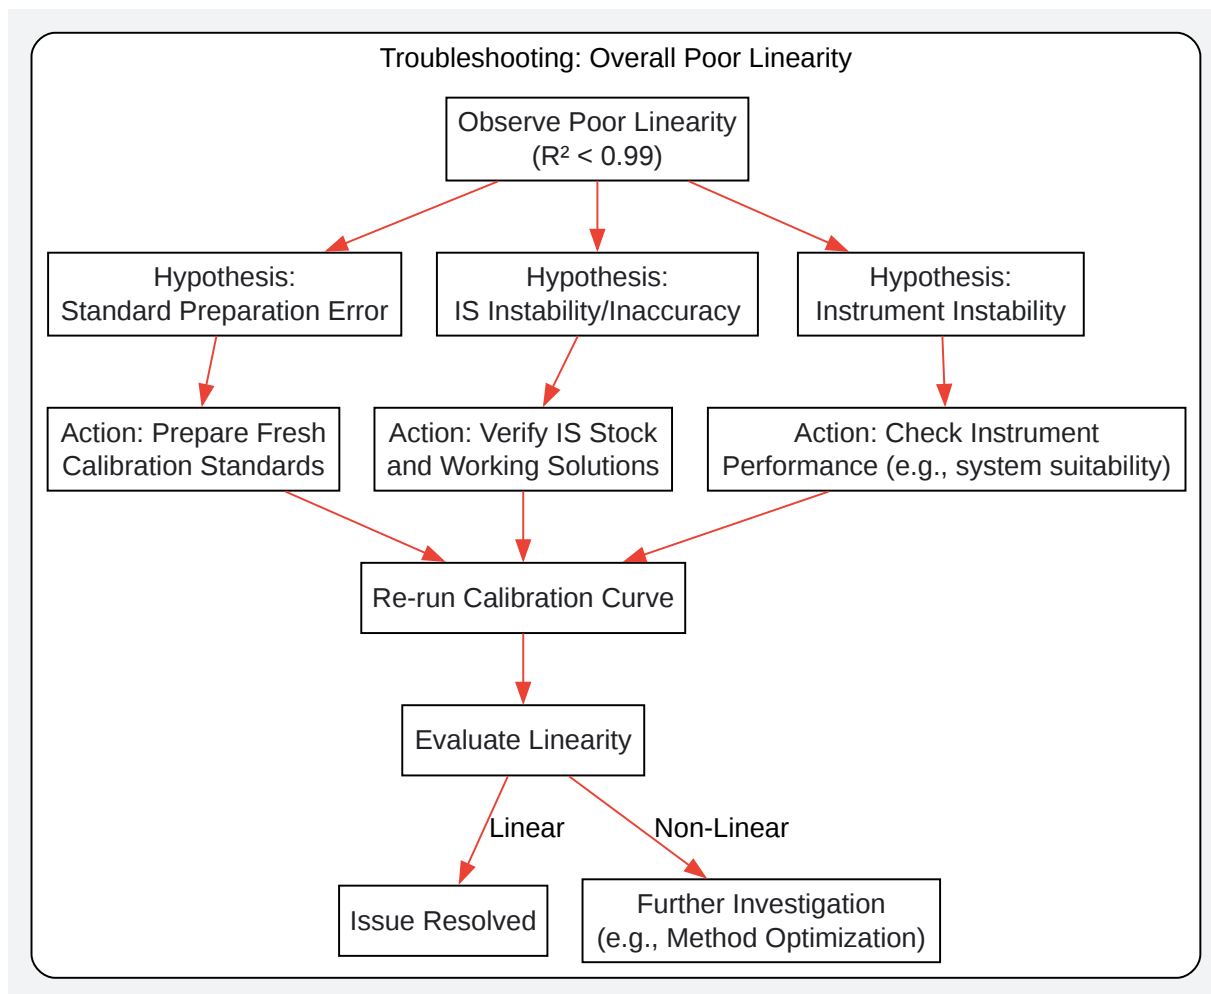 Troubleshooting: Overall Poor Linearity
Observe Poor Linearity
(R² < 0.99)
Hypothesis:
Standard Preparation Error
Hypothesis:
IS Instability/Inaccuracy
Hypothesis:
Instrument Instability
Action: Prepare Fresh
Calibration Standards
Action: Verify IS Stock
and Working Solutions
Action: Check Instrument
Performance (e.g., system suitability)
Re-run Calibration Curve
Evaluate Linearity
Linear
Non-Linear
Issue Resolved
Further Investigation
(e.g., Method Optimization)